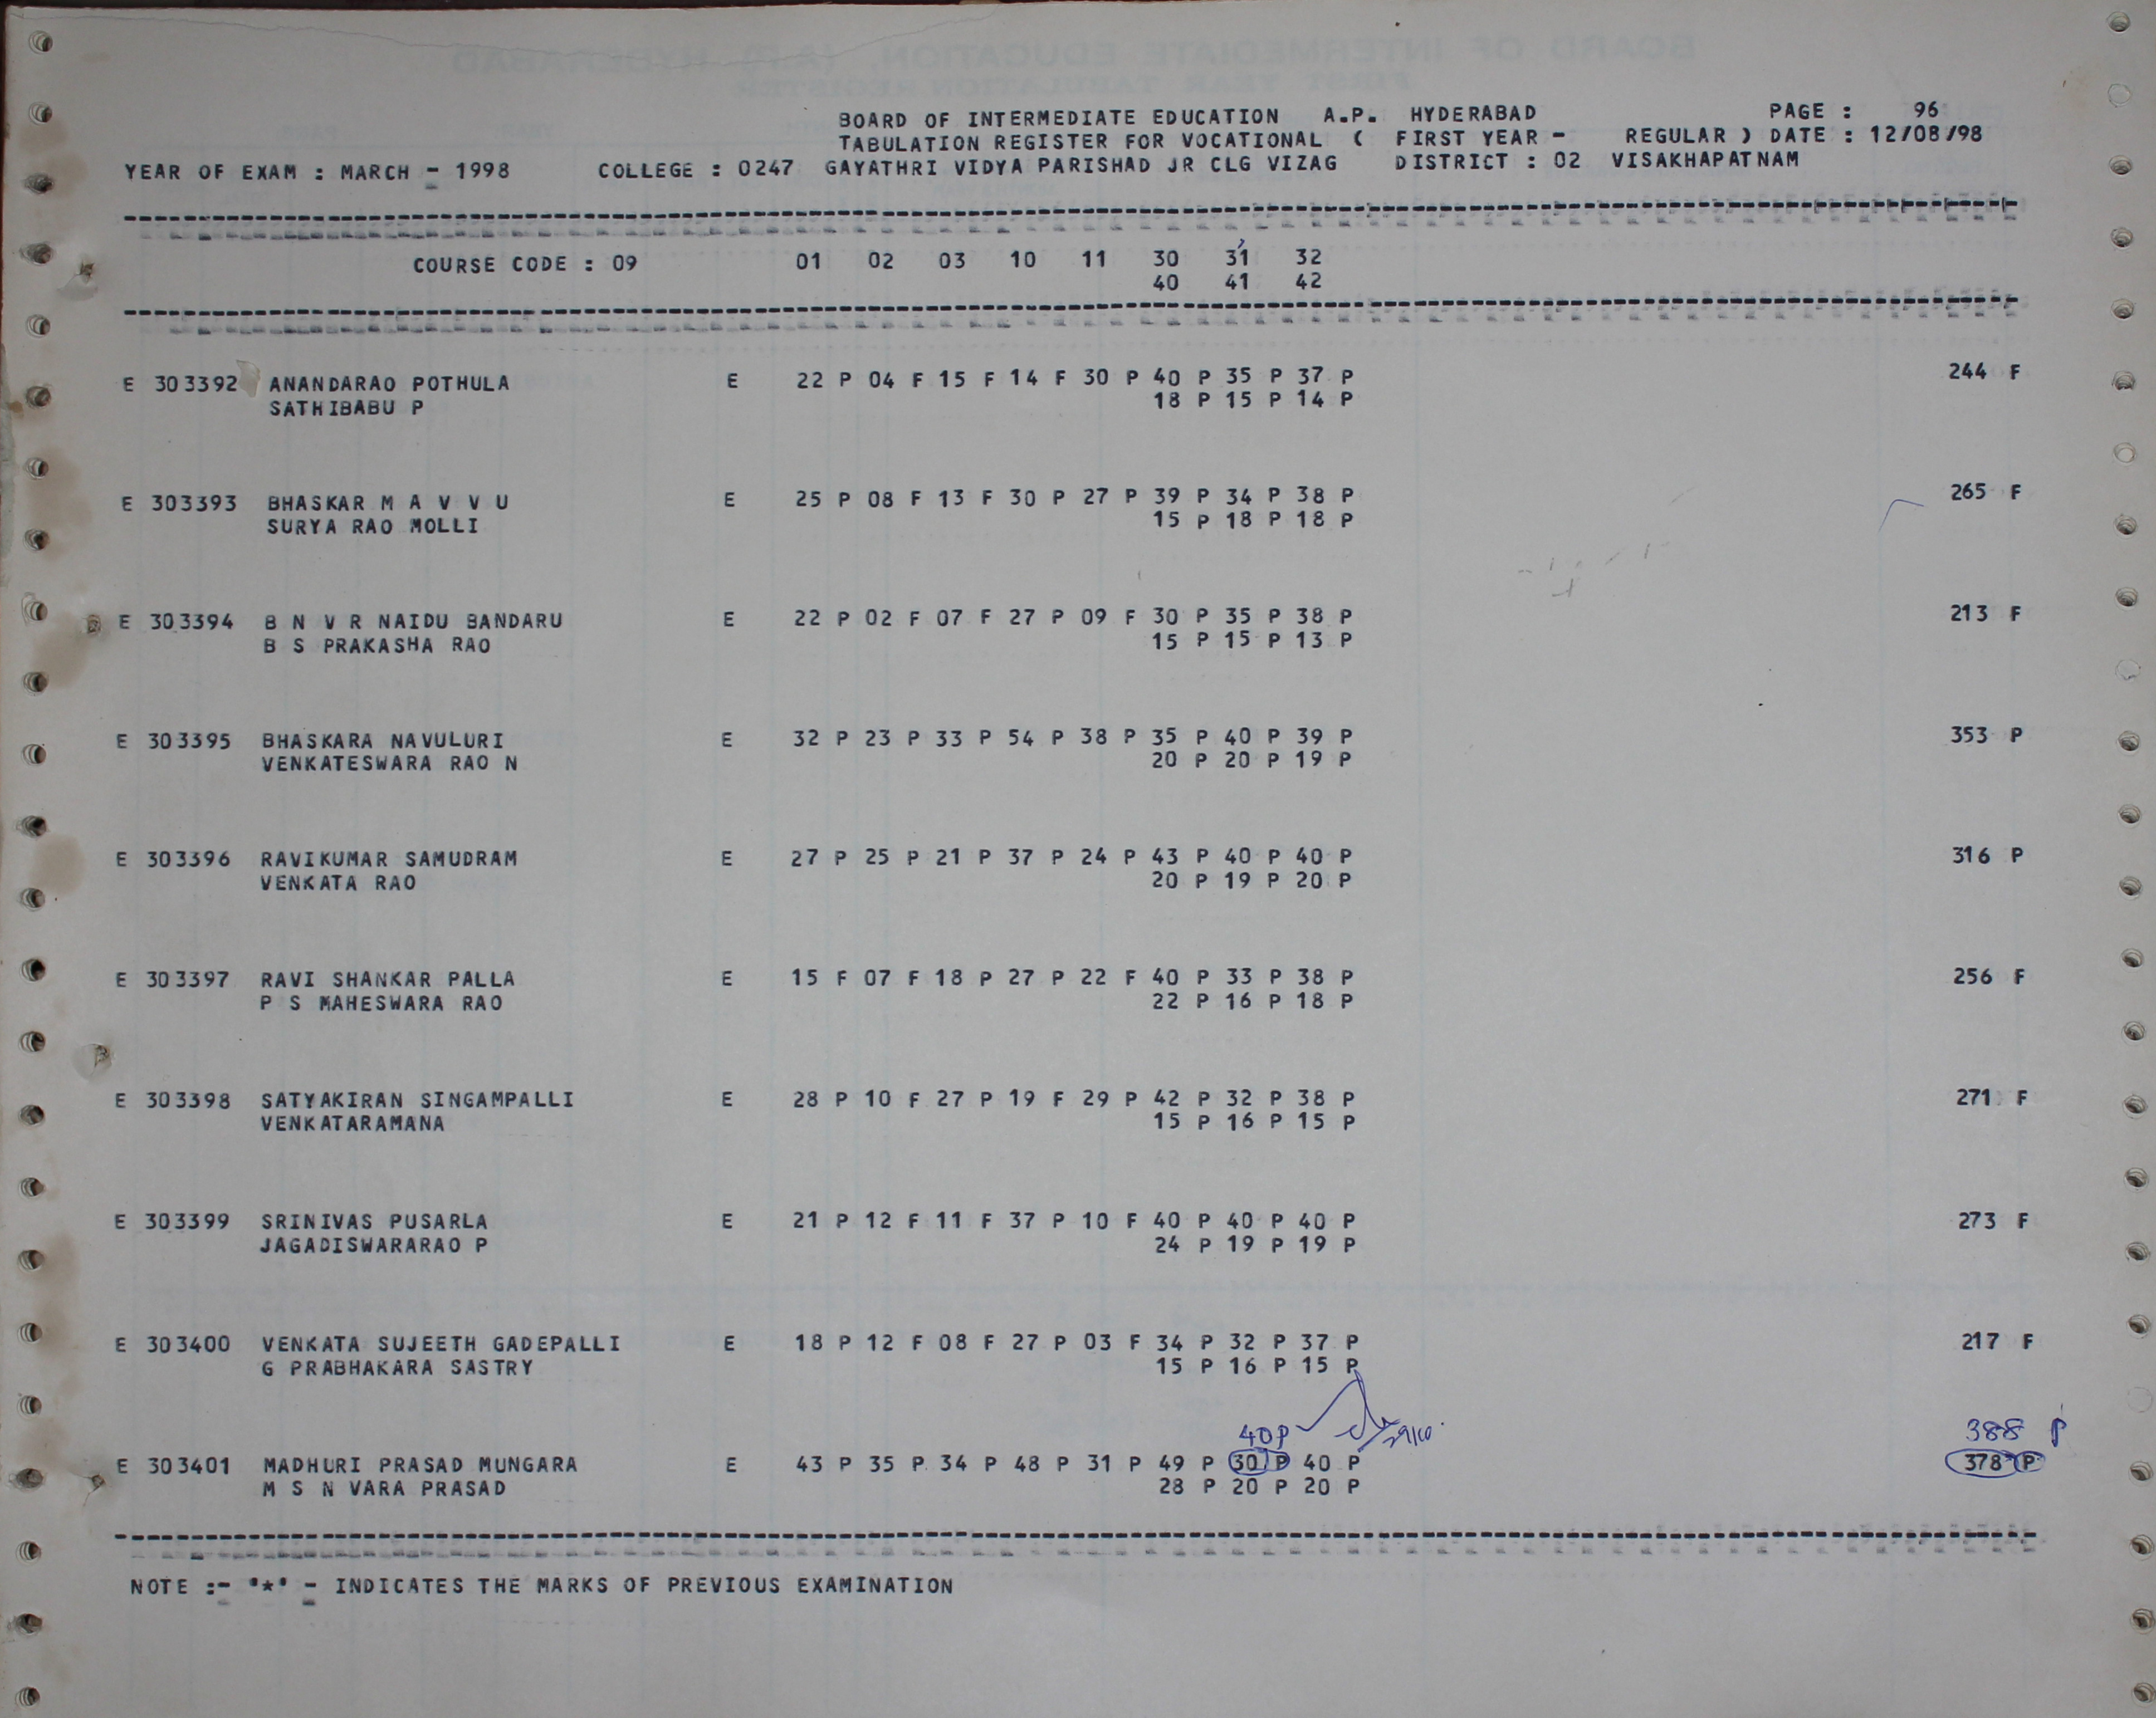 BOARD OF INTERMEDIATE EDUCATION A.P. HYDERABAD PAGE : 96
TABULATION REGISTER FOR VOCATIONAL ( FIRST YEAR - REGULAR ) DATE : 12/08/98
YEAR OF EXAM : MARCH - 1998 COLLEGE : 0247 GAYATHRI VIDYA PARISHAD JR CLG VIZAG DISTRICT : 02 VISAKHAPATNAM
COURSE CODE : 09 01 02 03 10 11 30 31 32
40 41 42
E 303392 ANANDARAO POTHULA E 22 P 04 F 15 F 14 F 30 P 40 P 35 P 37 P 244 F
SATHIBABU P 18 P 15 P 14 P
E 303393 BHASKAR M A V V U E 25 P 08 F 13 F 30 P 27 P 39 P 34 P 38 P 265 F
SURYA RAO MOLLI 15 P 18 P 18 P
E 303394 B N V R NAIDU BANDARU E 22 P 02 F 07 F 27 P 09 F 30 P 35 P 38 P 213 F
B S PRAKASHA RAO 15 P 15 P 13 P
E 303395 BHASKARA NAVULURI E 32 P 23 P 33 P 54 P 38 P 35 P 40 P 39 P 353 P
VENKATESWARA RAO N 20 P 20 P 19 P
E 303396 RAVIKUMAR SAMUDRAM E 27 P 25 P 21 P 37 P 24 P 43 P 40 P 40 P 316 P
VENKATA RAO 20 P 19 P 20 P
E 303397 RAVI SHANKAR PALLA E 15 F 07 F 18 P 27 P 22 F 40 P 33 P 38 P 256 F
P S MAHESWARA RAO 22 P 16 P 18 P
E 303398 SATYAKIRAN SINGAMPALLI E 28 P 10 F 27 P 19 F 29 P 42 P 32 P 38 P 271 F
VENKATARAMANA 15 P 16 P 15 P
E 303399 SRINIVAS PUSARLA E 21 P 12 F 11 F 37 P 10 F 40 P 40 P 40 P 273 F
JAGADISWARARAO P 24 P 19 P 19 P
E 303400 VENKATA SUJEETH GADEPALLI E 18 P 12 F 08 F 27 P 03 F 34 P 32 P 37 P 217 F
G PRABHAKARA SASTRY 15 P 16 P 15 P
40P 388 P
E 303401 MADHURI PRASAD MUNGARA E 43 P 35 P 34 P 48 P 31 P 49 P 30 P 40 P 378 P
M S N VARA PRASAD 28 P 20 P 20 P
NOTE :- '*' - INDICATES THE MARKS OF PREVIOUS EXAMINATION